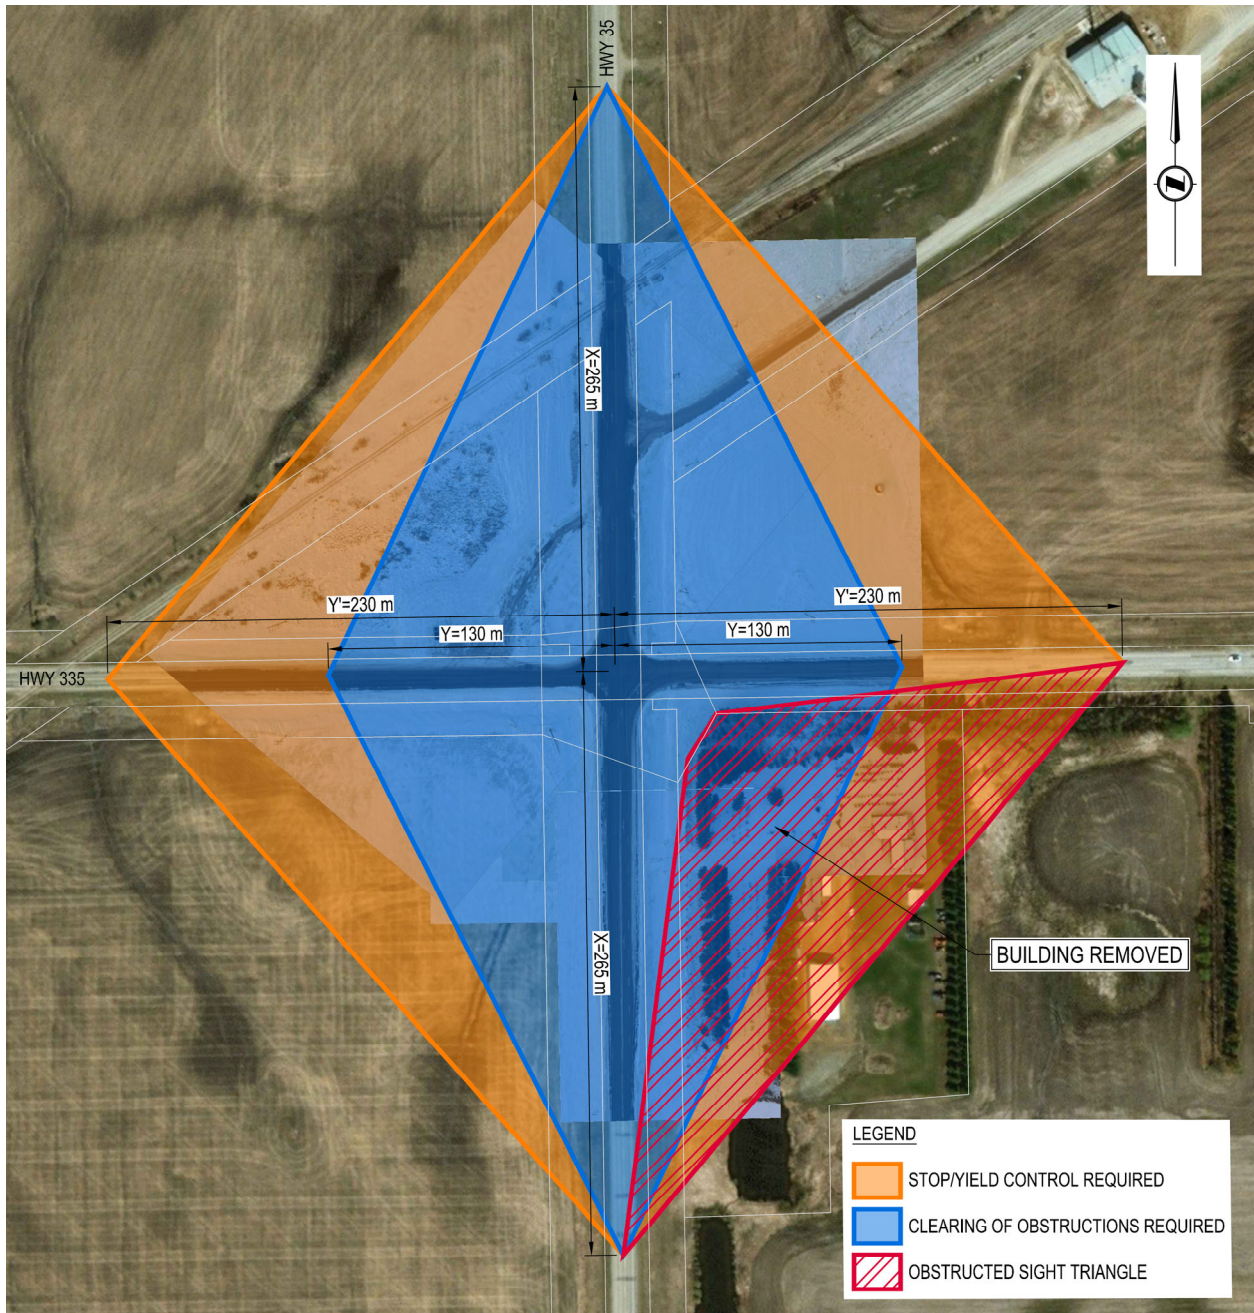 HWY 35
X=265 m
Y'=230 m
Y'=230 m
Y=130 m
Y=130 m
HWY 335
X=265 m
BUILDING REMOVED
LEGEND
STOP/YIELD CONTROL REQUIRED
CLEARING OF OBSTRUCTIONS REQUIRED
OBSTRUCTED SIGHT TRIANGLE